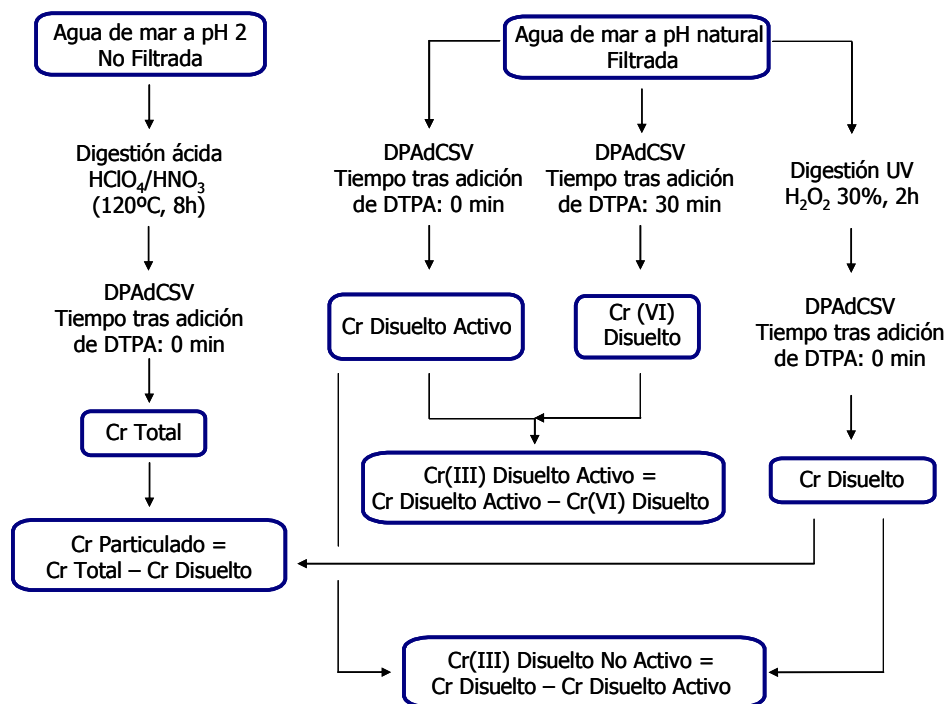 Agua de mar a pH 2
No Filtrada
Digestión ácida
HClO₄/HNO₃
(120ºC, 8h)
DPAdCSV
Tiempo tras adición
de DTPA: 0 min
Cr Total
Cr Particulado =
Cr Total – Cr Disuelto
Agua de mar a pH natural
Filtrada
DPAdCSV
Tiempo tras adición
de DTPA: 0 min
Cr Disuelto Activo
DPAdCSV
Tiempo tras adición
de DTPA: 30 min
Cr (VI)
Disuelto
Cr(III) Disuelto Activo =
Cr Disuelto Activo – Cr(VI) Disuelto
Digestión UV
H₂O₂ 30%, 2h
DPAdCSV
Tiempo tras adición
de DTPA: 0 min
Cr Disuelto
Cr(III) Disuelto No Activo =
Cr Disuelto – Cr Disuelto Activo